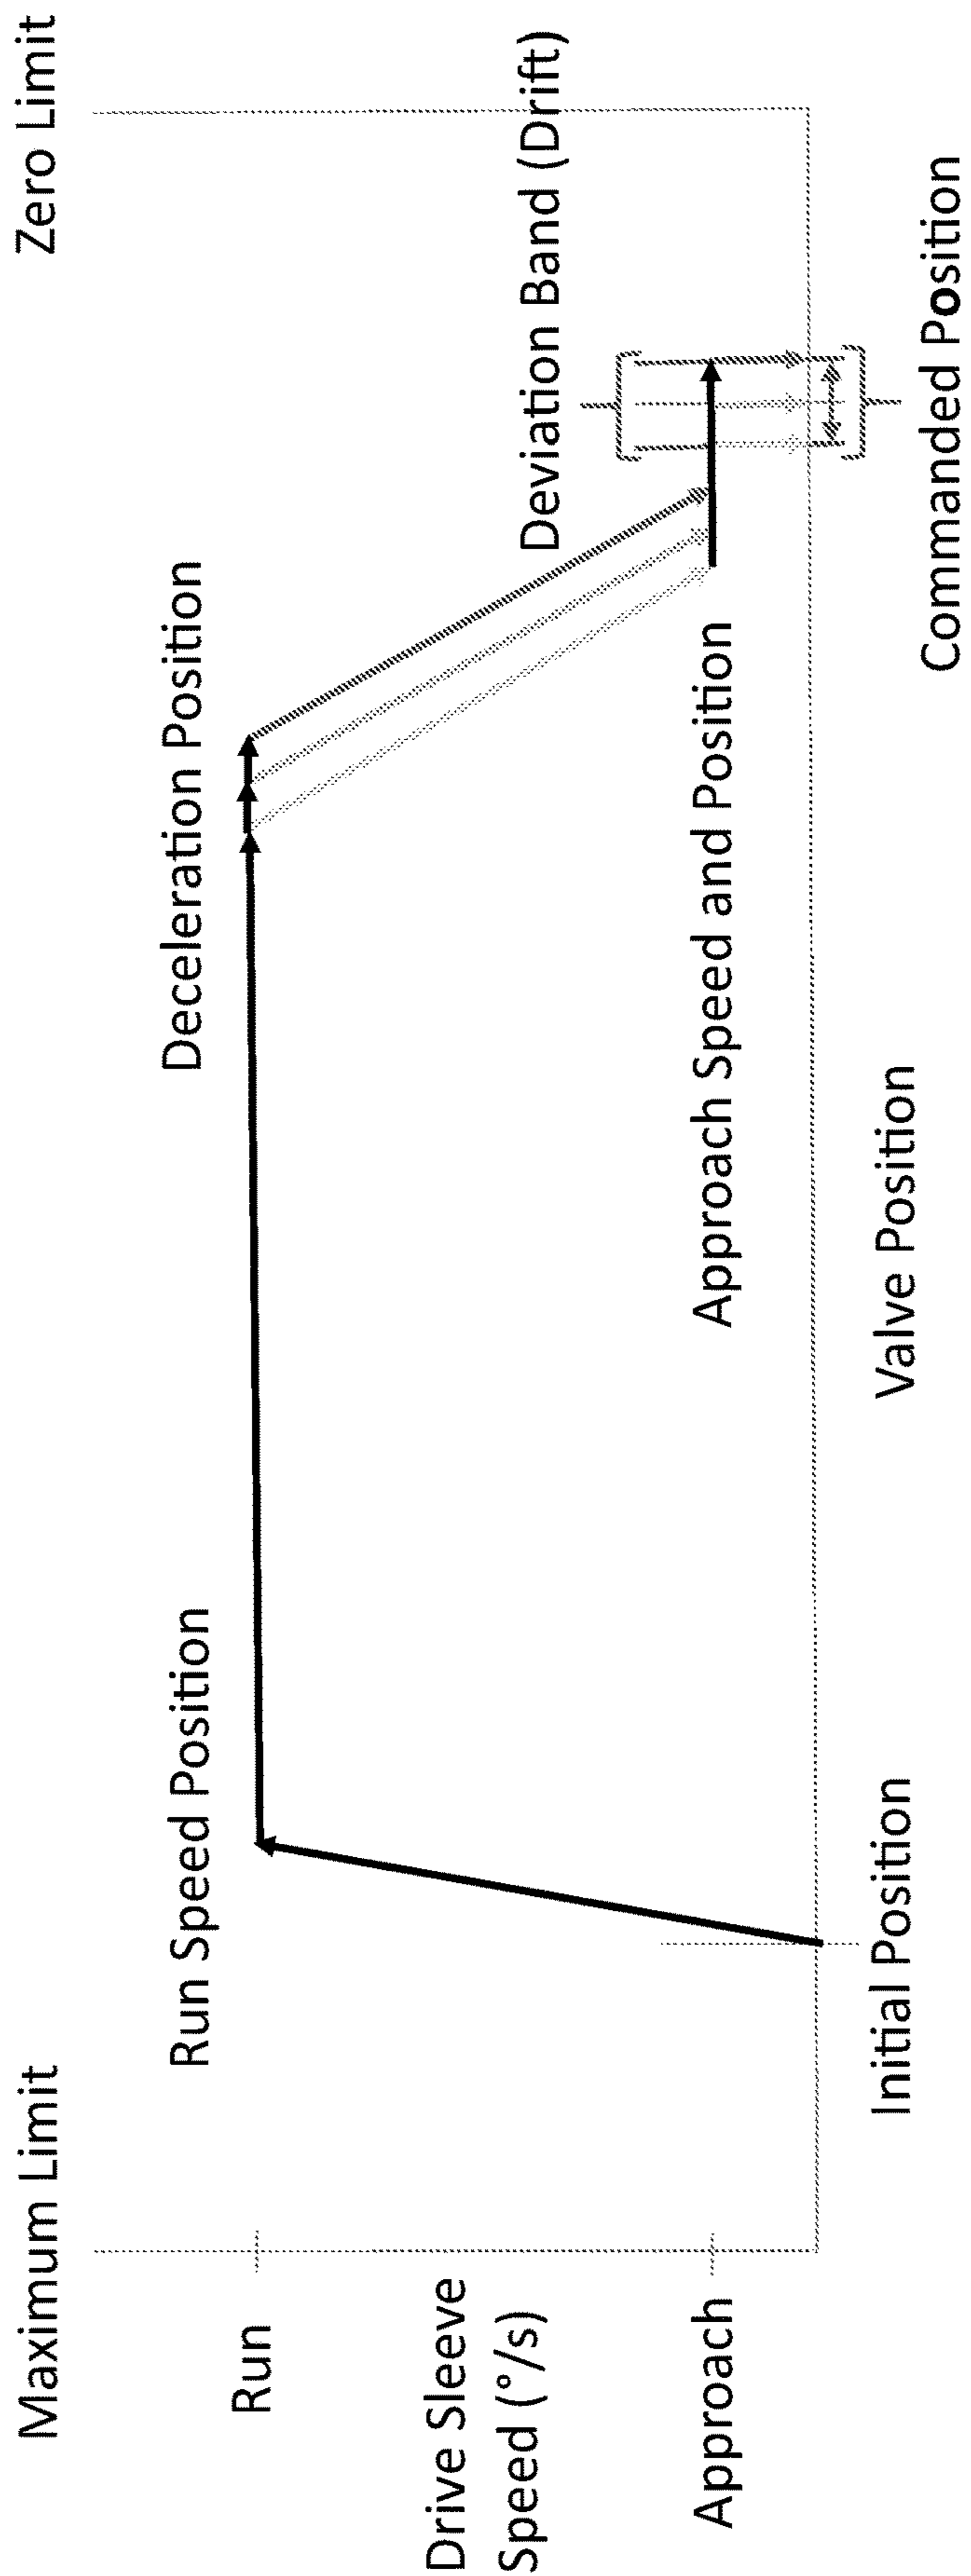 Maximum Limit
Zero Limit
Run Speed Position
Deceleration Position
Run
Drive Sleeve
Speed (°/s)
Deviation Band (Drift)
Approach
Approach Speed and Position
Initial Position
Valve Position
Commanded Position